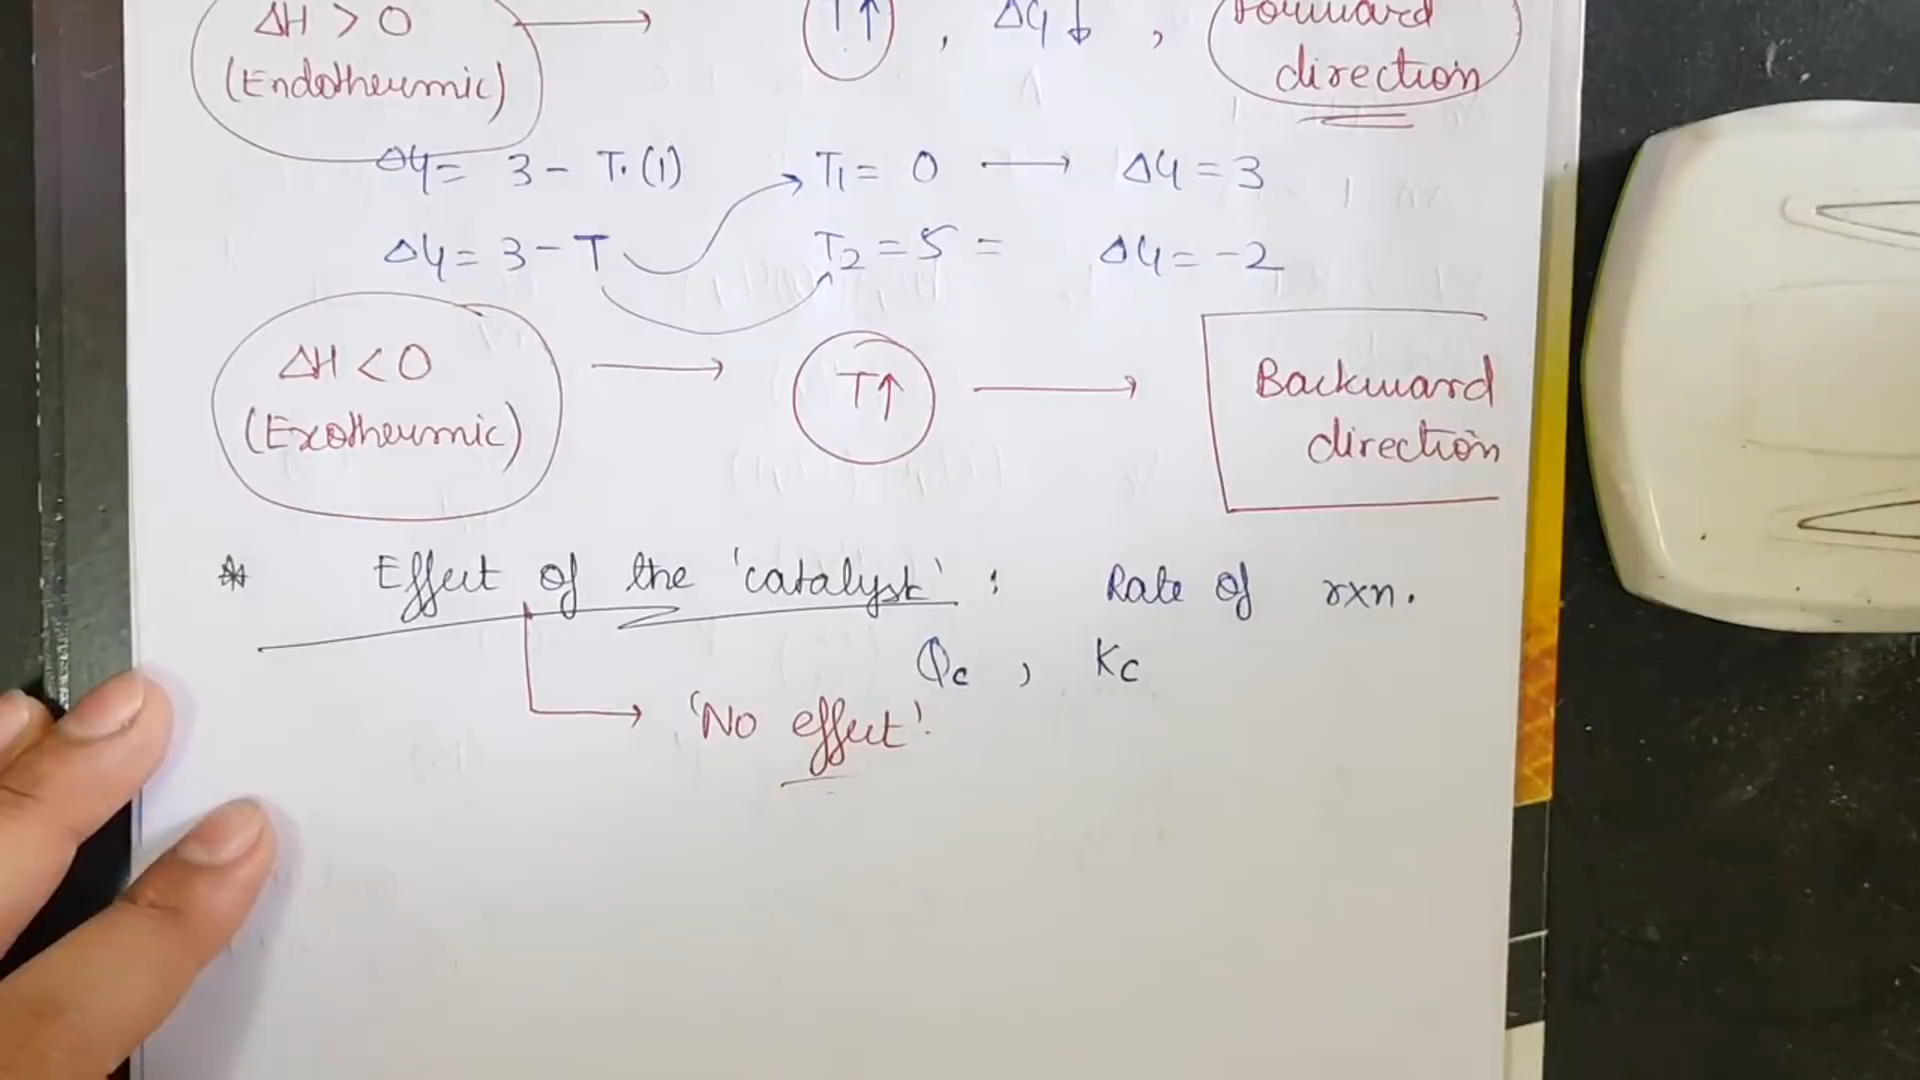 ΔH > 0 → T↑ , ΔG↓ , Forward
(Endothermic) direction
ΔG = 3 - T.(1) T1 = 0 → ΔG = 3
ΔG = 3 - T T2 = 5 = ΔG = -2
ΔH < 0 → T↑ → Backward
(Exothermic) direction
* Effect of the 'catalyst' : Rate of rxn.
Qc , Kc
'No effect'.